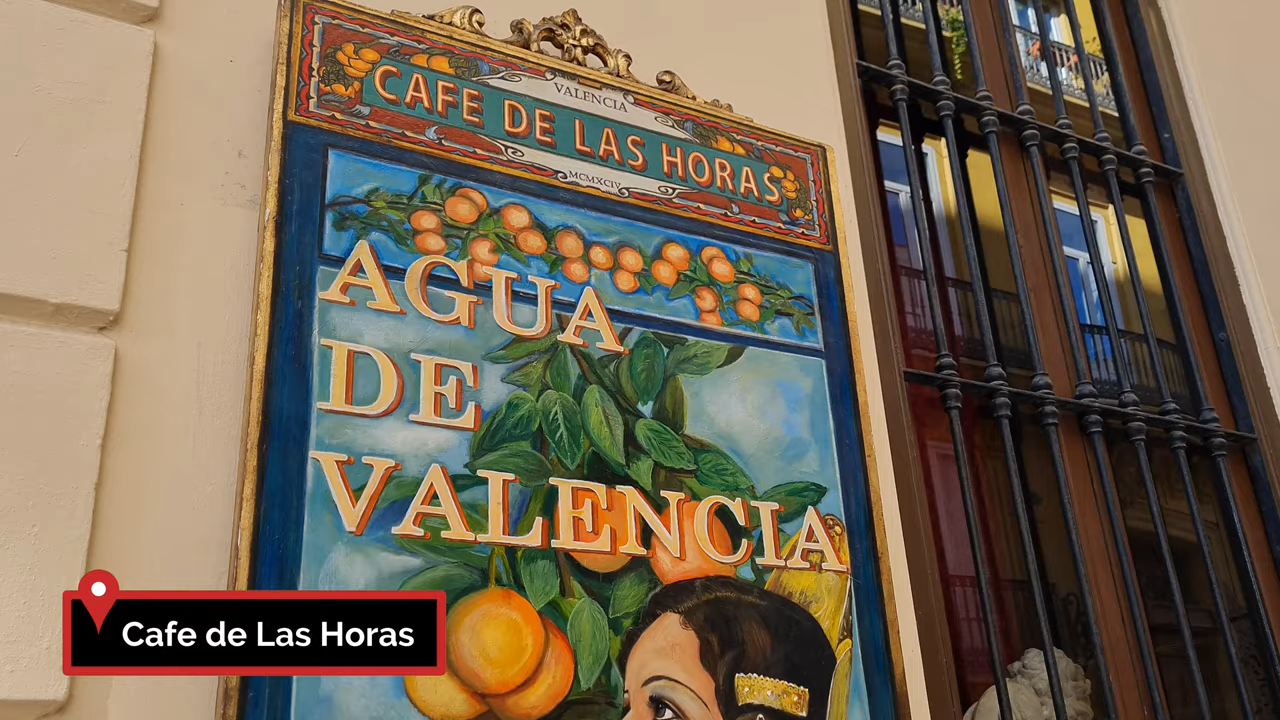 VALENCIA
CAFE DE LAS HORAS
MCMXCIV
AGUA
DE
VALENCIA
Cafe de Las Horas